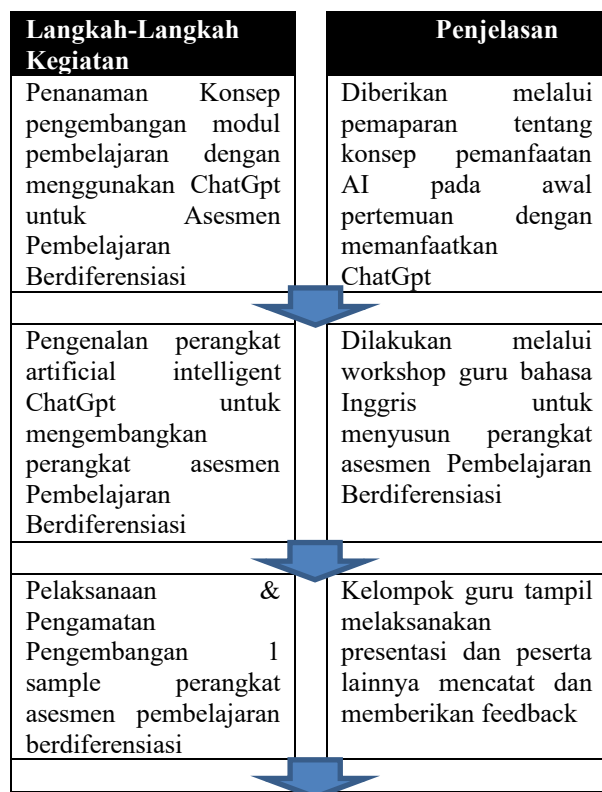 Langkah-Langkah
Kegiatan
Penjelasan
Penanaman Konsep
pengembangan modul
pembelajaran dengan
menggunakan ChatGpt
untuk Asesmen
Pembelajaran
Berdiferensiasi
Diberikan melalui
pemaparan tentang
konsep pemanfaatan
AI pada awal
pertemuan dengan
memanfaatkan
ChatGpt
Pengenalan perangkat
artificial intelligent
ChatGpt untuk
mengembangkan
perangkat asesmen
Pembelajaran
Berdiferensiasi
Dilakukan melalui
workshop guru bahasa
Inggris untuk
menyusun perangkat
asesmen Pembelajaran
Berdiferensiasi
Pelaksanaan &
Pengamatan
Pengembangan 1
sample perangkat
asesmen pembelajaran
berdiferensiasi
Kelompok guru tampil
melaksanakan
presentasi dan peserta
lainnya mencatat dan
memberikan feedback